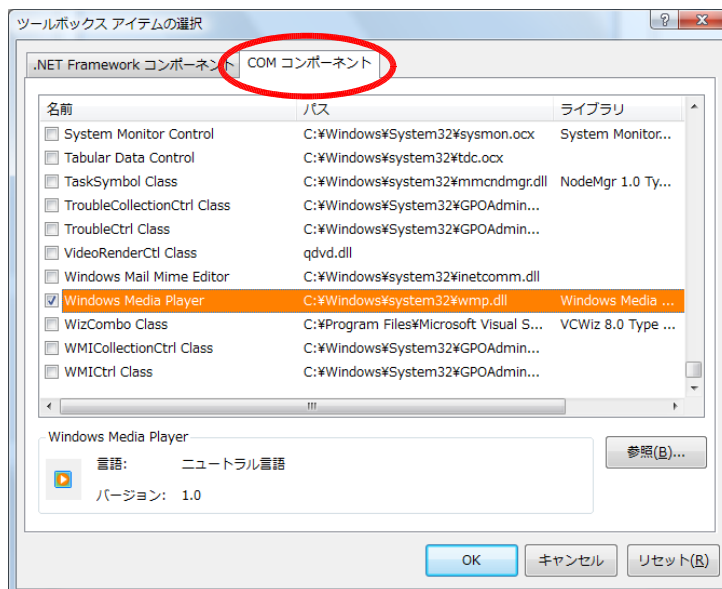 ツールボックス アイテムの選択
.NET Framework コンポーネント COM コンポーネント
名前 パス ライブラリ
System Monitor Control C:¥Windows¥System32¥sysmon.ocx System Monitor...
Tabular Data Control C:¥Windows¥System32¥tdc.ocx
TaskSymbol Class C:¥Windows¥System32¥mmcndmgr.dll NodeMgr 1.0 Ty...
TroubleCollectionCtrl Class C:¥Windows¥System32¥GPOAdmin...
TroubleCtrl Class C:¥Windows¥System32¥GPOAdmin...
VideoRenderCtl Class qdvd.dll
Windows Mail Mime Editor C:¥Windows¥system32¥inetcomm.dll
Windows Media Player C:¥Windows¥system32¥wmp.dll Windows Media ...
WizCombo Class C:¥Program Files¥Microsoft Visual S... VCWiz 8.0 Type ...
WMICollectionCtrl Class C:¥Windows¥System32¥GPOAdmin...
WMICtrl Class C:¥Windows¥System32¥GPOAdmin...
Windows Media Player
言語: ニュートラル言語
バージョン: 1.0
参照(B)...
OK キャンセル リセット(R)